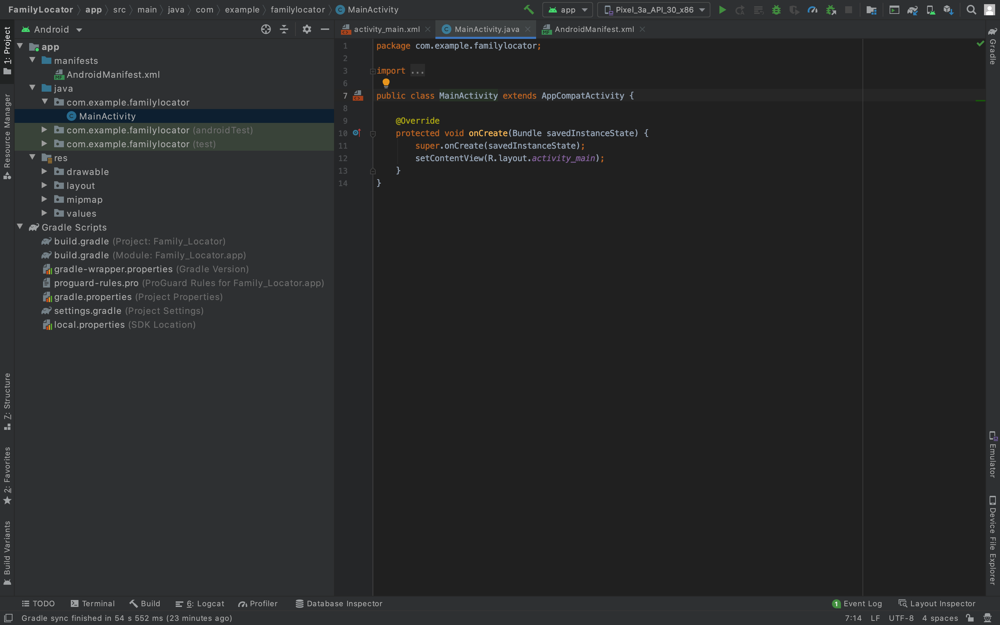 FamilyLocator app src main java com example familylocator C MainActivity app Pixel_3a_API_30_x86
1: Project
Resource Manager
7: Structure
2: Favorites
Build Variants
Android
app
manifests
MF AndroidManifest.xml
java
com.example.familylocator
C MainActivity
com.example.familylocator (androidTest)
com.example.familylocator (test)
res
drawable
layout
mipmap
values
Gradle Scripts
build.gradle (Project: Family_Locator)
build.gradle (Module: Family_Locator.app)
gradle-wrapper.properties (Gradle Version)
proguard-rules.pro (ProGuard Rules for Family_Locator.app)
gradle.properties (Project Properties)
settings.gradle (Project Settings)
local.properties (SDK Location)
activity_main.xml C MainActivity.java MF AndroidManifest.xml
1 package com.example.familylocator;
2
3 import ...
6
7 public class MainActivity extends AppCompatActivity {
8
9 @Override
10 protected void onCreate(Bundle savedInstanceState) {
11 super.onCreate(savedInstanceState);
12 setContentView(R.layout.activity_main);
13 }
14 }
Gradle
Emulator
Device File Explorer
TODO Terminal Build 6: Logcat Profiler Database Inspector 1 Event Log Layout Inspector
Gradle sync finished in 54 s 552 ms (23 minutes ago) 7:14 LF UTF-8 4 spaces